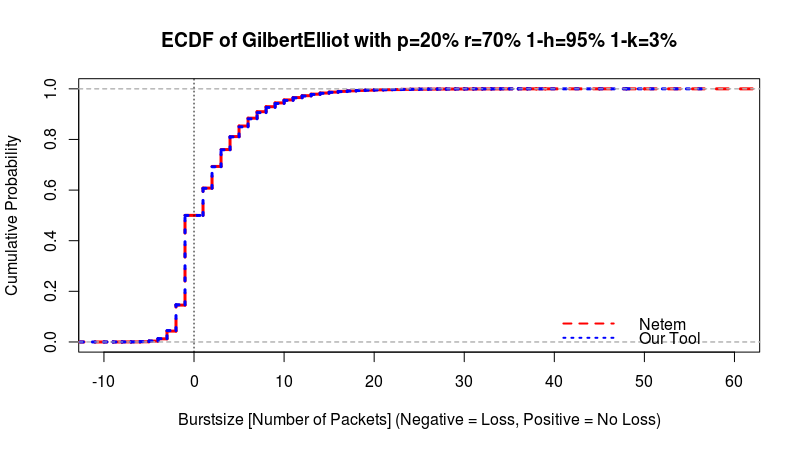 ECDF of GilbertElliot with p=20% r=70% 1-h=95% 1-k=3%
Cumulative Probability
1.0
0.8
0.6
0.4
0.2
0.0
Netem
Our Tool
-10 0 10 20 30 40 50 60
Burstsize [Number of Packets] (Negative = Loss, Positive = No Loss)